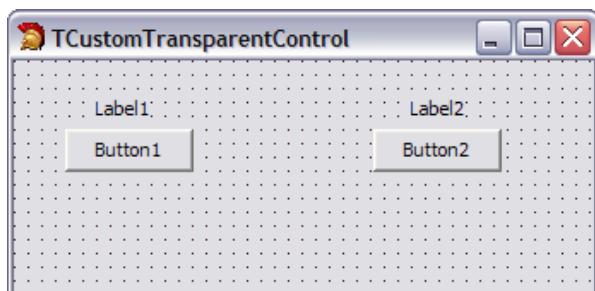 TCustomTransparentControl
Label1 Label2
Button1 Button2